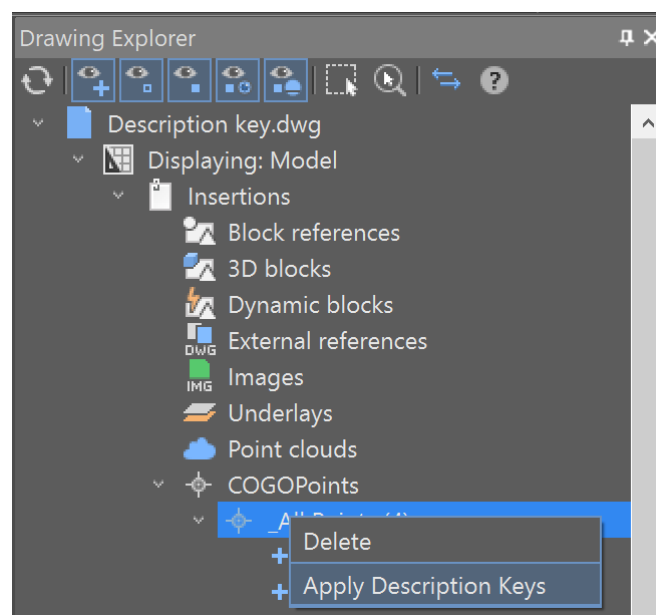 Drawing Explorer
Description key.dwg
Displaying: Model
Insertions
Block references
3D blocks
Dynamic blocks
DWG External references
IMG Images
Underlays
Point clouds
COGOPoints
Delete
Apply Description Keys